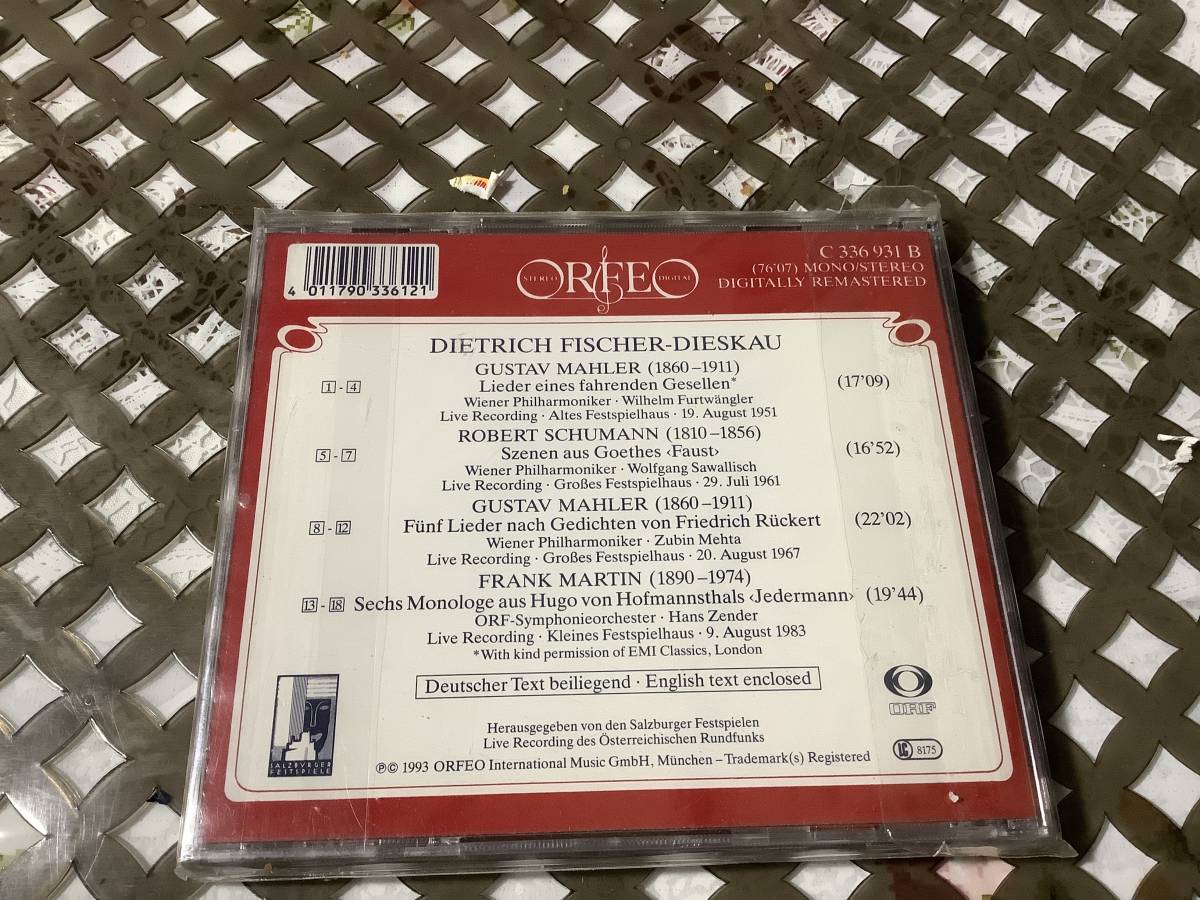 4 011790 336121
STEREO ORFEO DIGITAL
C 336 931 B
(76'07) MONO/STEREO
DIGITALLY REMASTERED
DIETRICH FISCHER-DIESKAU
GUSTAV MAHLER (1860–1911)
1 - 4 Lieder eines fahrenden Gesellen* (17'09)
Wiener Philharmoniker · Wilhelm Furtwängler
Live Recording · Altes Festspielhaus · 19. August 1951
ROBERT SCHUMANN (1810–1856)
5 - 7 Szenen aus Goethes ‹Faust› (16'52)
Wiener Philharmoniker · Wolfgang Sawallisch
Live Recording · Großes Festspielhaus · 29. Juli 1961
GUSTAV MAHLER (1860–1911)
8 - 12 Fünf Lieder nach Gedichten von Friedrich Rückert (22'02)
Wiener Philharmoniker · Zubin Mehta
Live Recording · Großes Festspielhaus · 20. August 1967
FRANK MARTIN (1890–1974)
13 - 18 Sechs Monologe aus Hugo von Hofmannsthals ‹Jedermann› (19'44)
ORF-Symphonieorchester · Hans Zender
Live Recording · Kleines Festspielhaus · 9. August 1983
*With kind permission of EMI Classics, London
Deutscher Text beiliegend · English text enclosed
ORF
Herausgegeben von den Salzburger Festspielen
Live Recording des Österreichischen Rundfunks
LC 8175
SALZBURGER
FESTSPIELE
℗© 1993 ORFEO International Music GmbH, München – Trademark(s) Registered